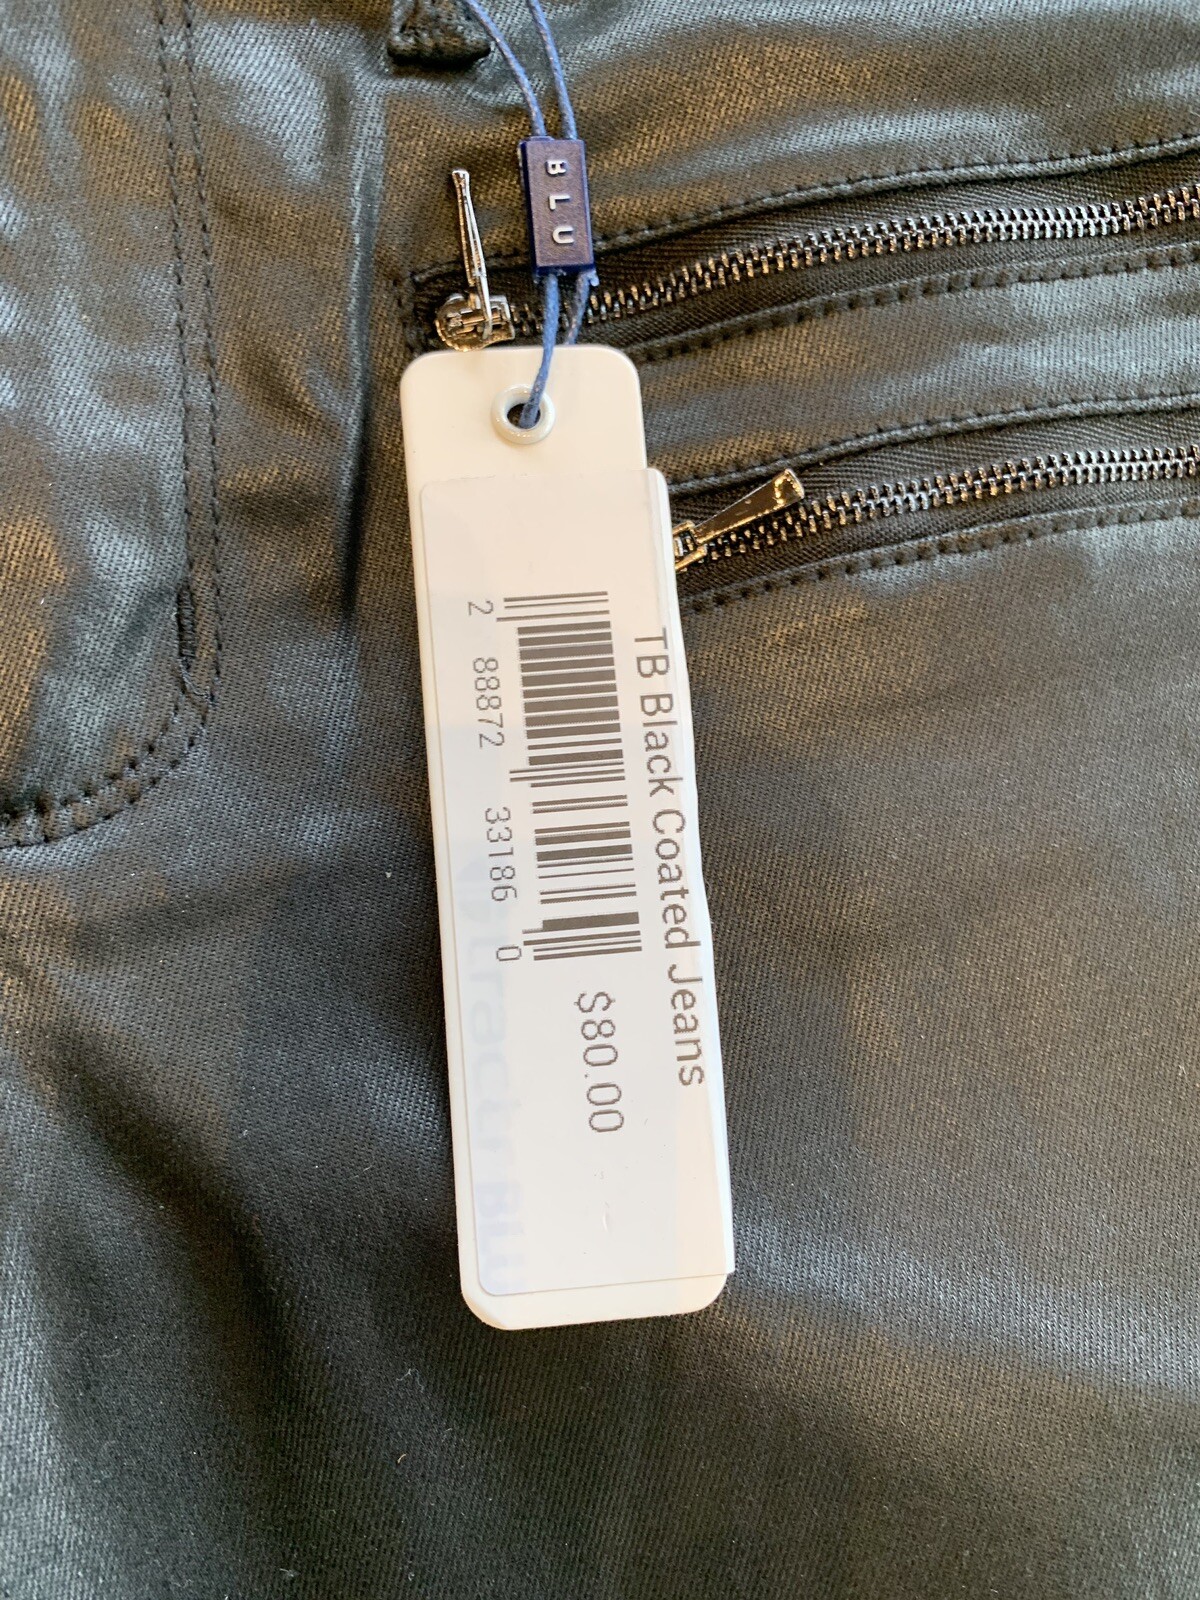 BLU
TB Black Coated Jeans
2 88872 33186 0
$80.00